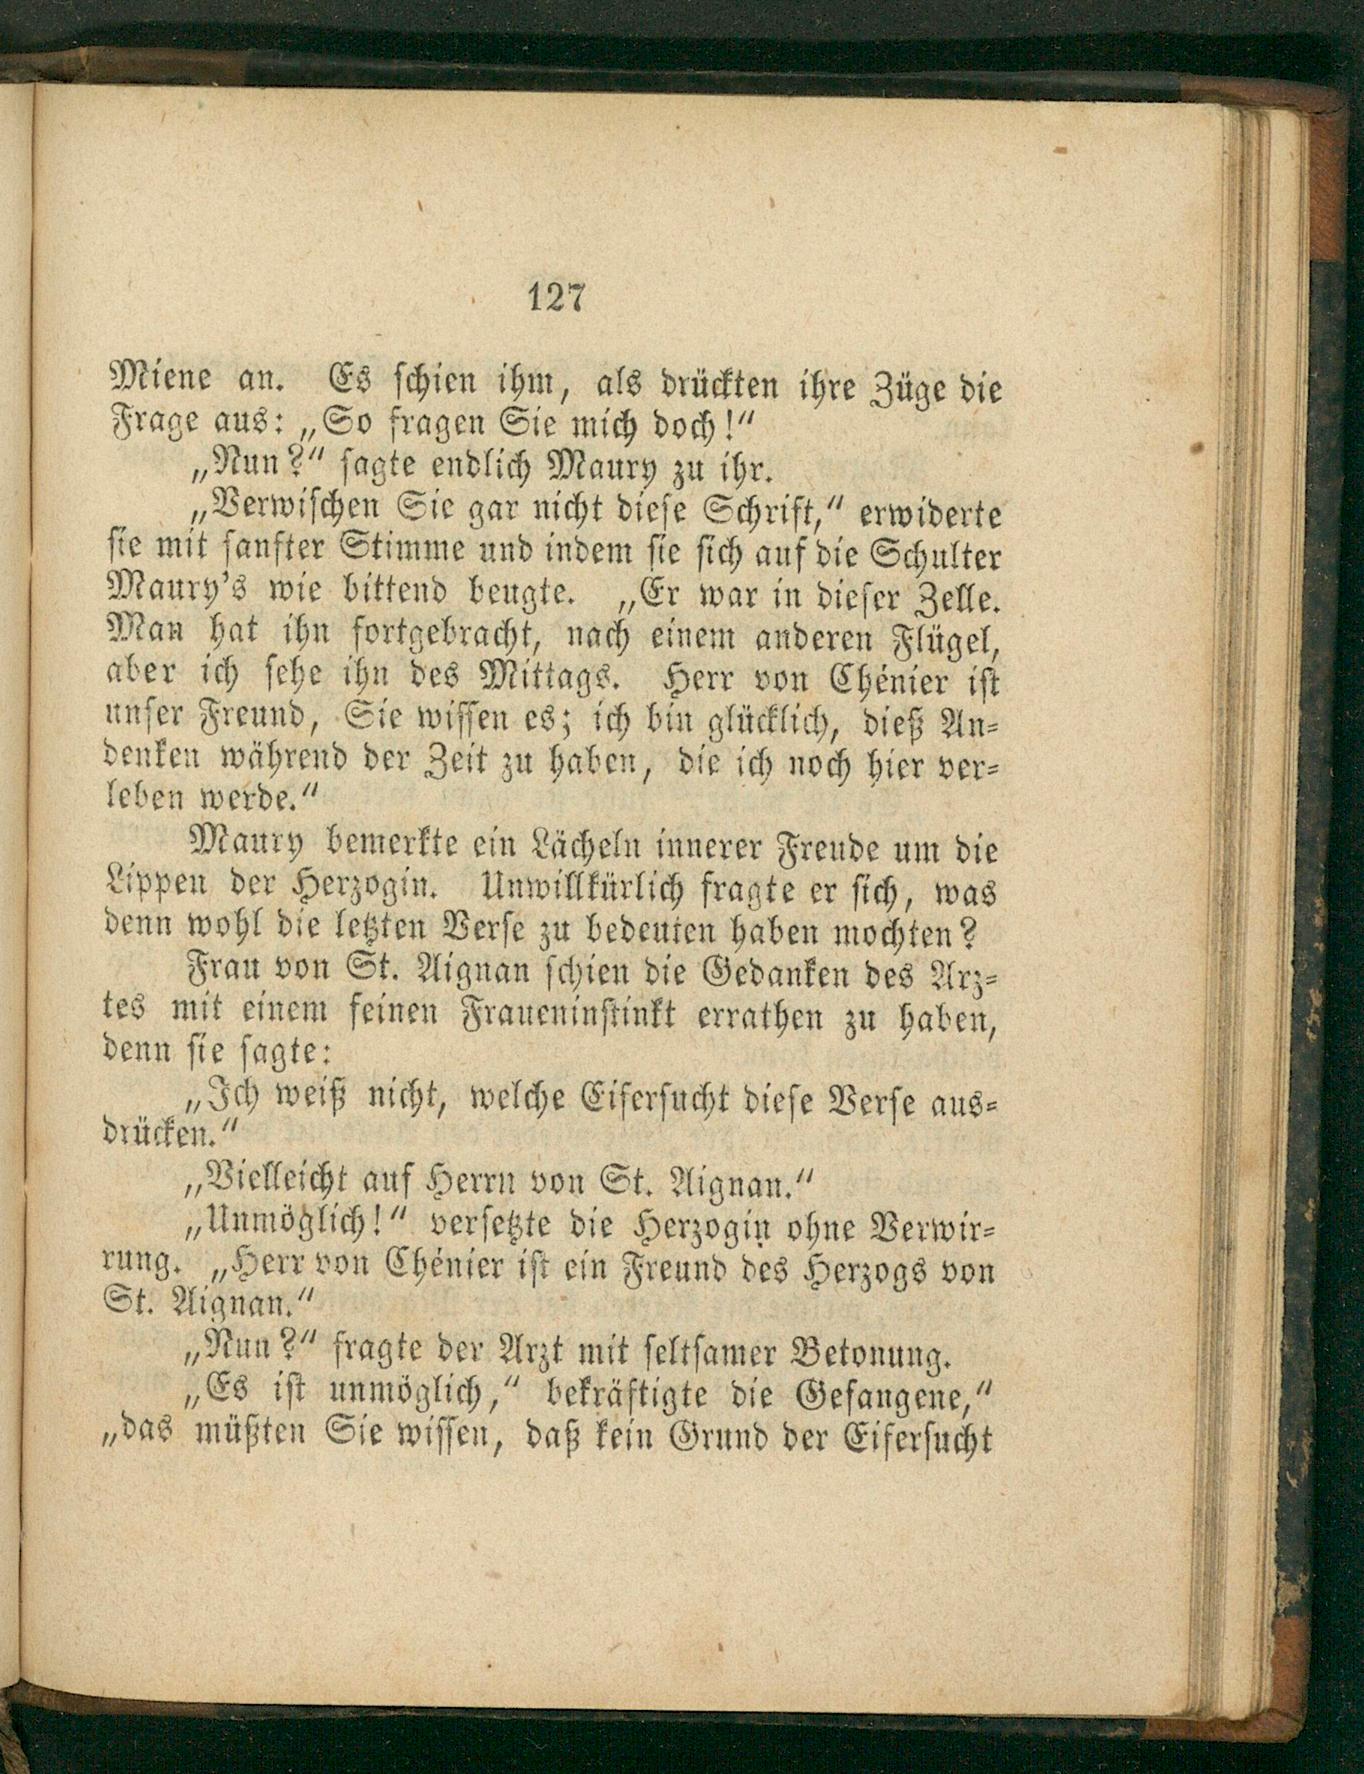 127
Miene an. Es schien ihm, als drückten ihre Züge die
Frage aus: „So fragen Sie mich doch!“
„Nun?“ sagte endlich Maury zu ihr.
„Verwischen Sie gar nicht diese Schrift,“ erwiderte
sie mit sanfter Stimme und indem sie sich auf die Schulter
Maury's wie bittend beugte. „Er war in dieser Zelle.
Man hat ihn fortgebracht, nach einem anderen Flügel,
aber ich sehe ihn des Mittags. Herr von Chénier ist
unser Freund, Sie wissen es; ich bin glücklich, dieß An-
denken während der Zeit zu haben, die ich noch hier ver-
leben werde.“
Maury bemerkte ein Lächeln innerer Freude um die
Lippen der Herzogin. Unwillkürlich fragte er sich, was
denn wohl die letzten Verse zu bedeuten haben mochten?
Frau von St. Aignan schien die Gedanken des Arz-
tes mit einem feinen Fraueninstinkt errathen zu haben,
denn sie sagte:
„Ich weiß nicht, welche Eifersucht diese Verse aus-
drücken.“
„Vielleicht auf Herrn von St. Aignan.“
„Unmöglich!“ versetzte die Herzogin ohne Verwir-
rung. „Herr von Chénier ist ein Freund des Herzogs von
St. Aignan.“
„Nun?“ fragte der Arzt mit seltsamer Betonung.
„Es ist unmöglich,“ bekräftigte die Gefangene,“
„das müßten Sie wissen, daß kein Grund der Eifersucht